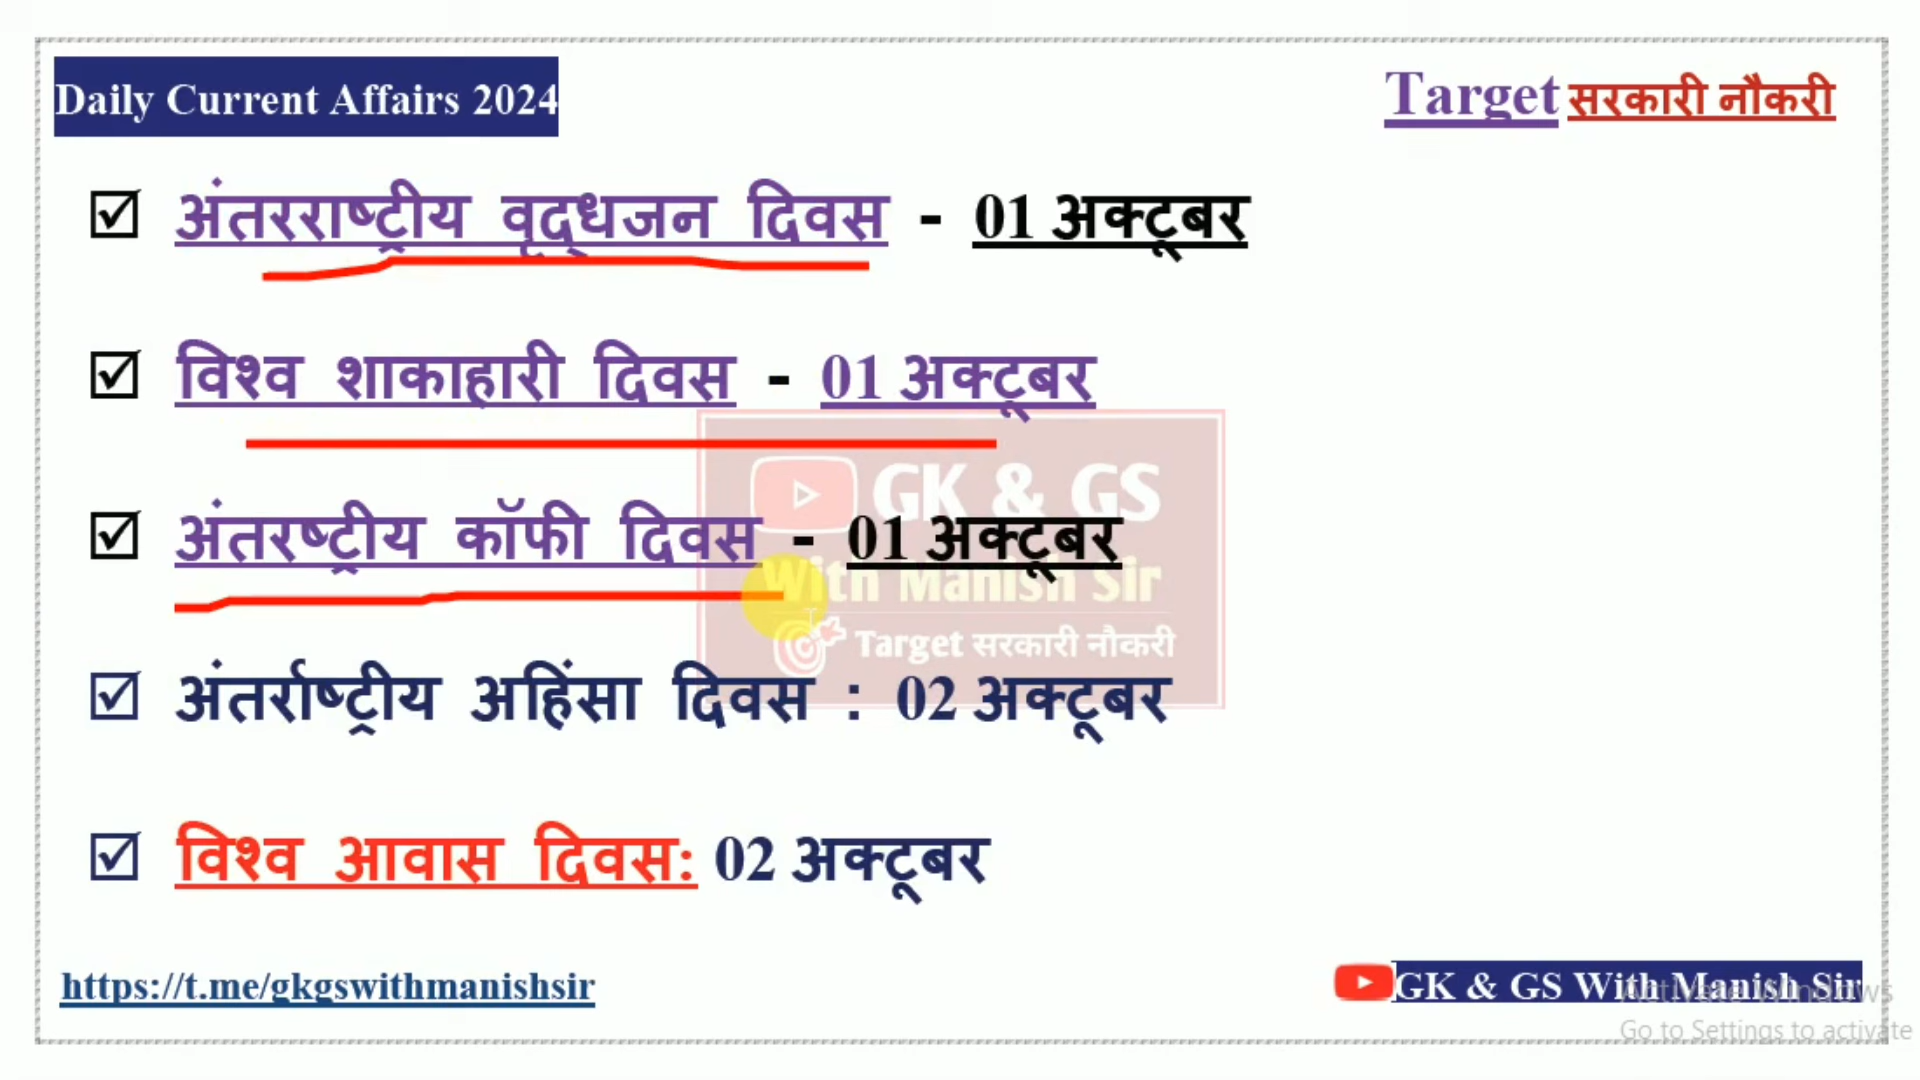 Daily Current Affairs 2024
Target सरकारी नौकरी
अंतरराष्ट्रीय वृद्धजन दिवस - 01 अक्टूबर
विश्व शाकाहारी दिवस - 01 अक्टूबर
GK & GS
अंतरष्ट्रीय कॉफी दिवस - 01 अक्टूबर
With Manish Sir
Target सरकारी नौकरी
अंतर्राष्ट्रीय अहिंसा दिवस : 02 अक्टूबर
विश्व आवास दिवस: 02 अक्टूबर
https://t.me/gkgswithmanishsir
GK & GS With Manish Sir
Activate Windows
Go to Settings to activate